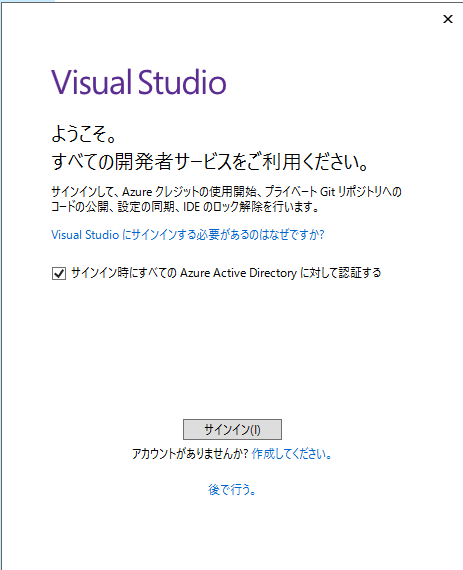 Visual Studio
ようこそ。
すべての開発者サービスをご利用ください。
サインインして、Azure クレジットの使用開始、プライベート Git リポジトリへの
コードの公開、設定の同期、IDE のロック解除を行います。
Visual Studio にサインインする必要があるのはなぜですか?
サインイン時にすべての Azure Active Directory に対して認証する
サインイン(I)
アカウントがありませんか? 作成してください。
後で行う。